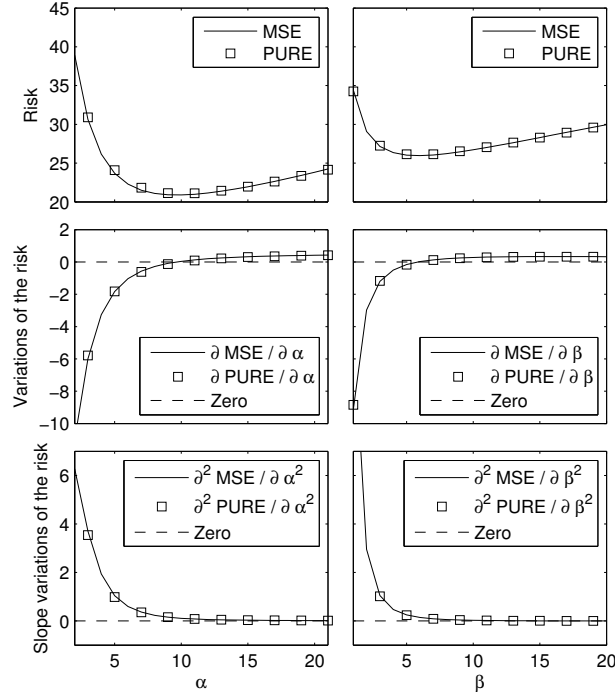 45
40
35
30
25
20
Risk
MSE
PURE
MSE
PURE
2
0
−2
−4
−6
−8
−10
Variations of the risk
∂ MSE / ∂ α
∂ PURE / ∂ α
Zero
∂ MSE / ∂ β
∂ PURE / ∂ β
Zero
6
4
2
0
Slope variations of the risk
∂² MSE / ∂ α²
∂² PURE / ∂ α²
Zero
∂² MSE / ∂ β²
∂² PURE / ∂ β²
Zero
5 10 15 20
α
5 10 15 20
β